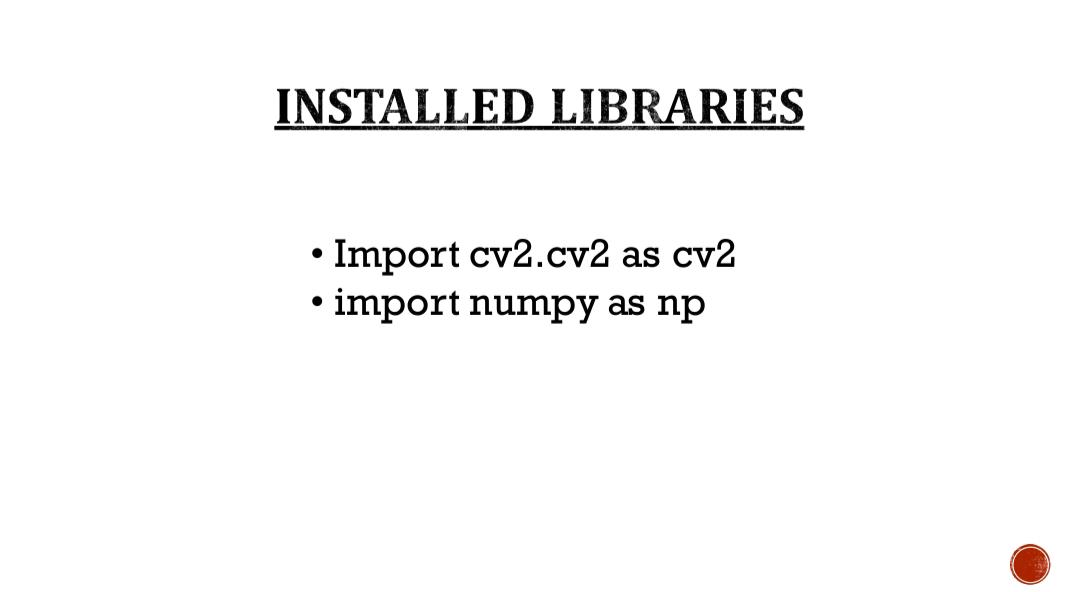 INSTALLED LIBRARIES
• Import cv2.cv2 as cv2
• import numpy as np